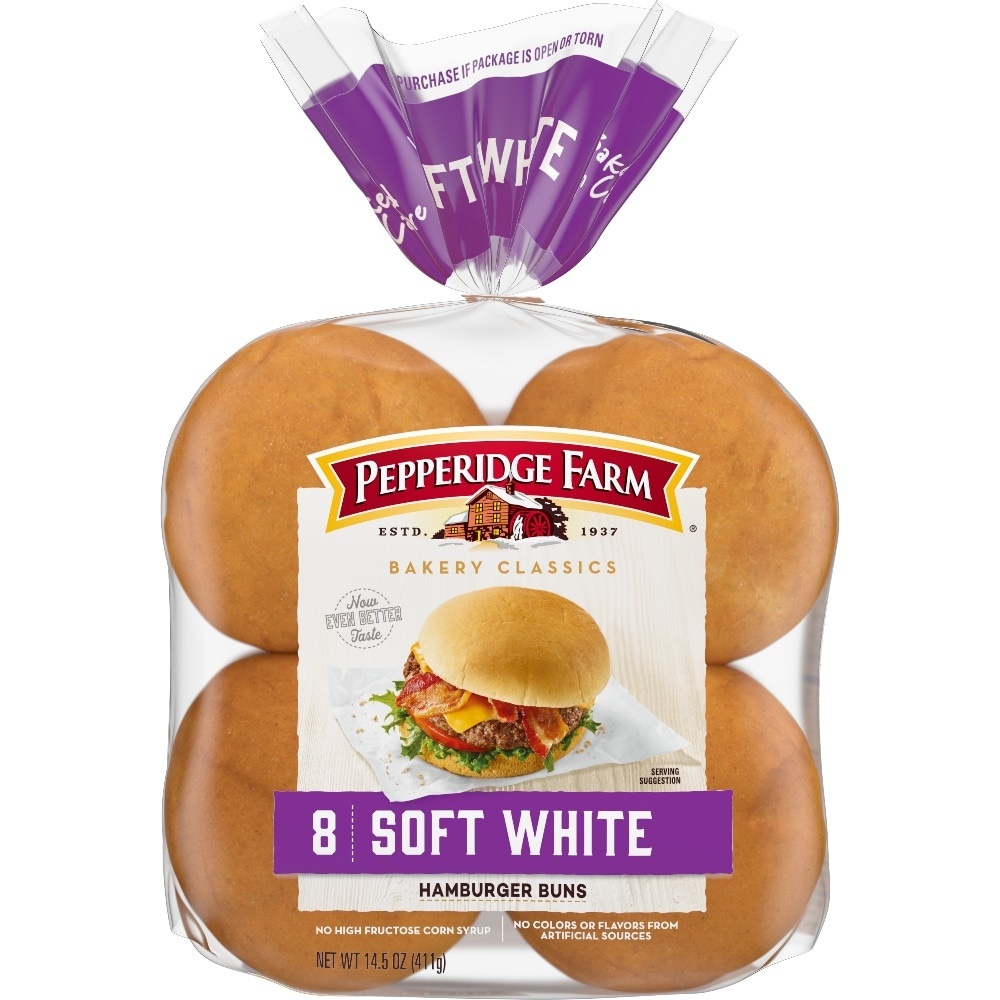 PURCHASE IF PACKAGE IS OPEN OR TORN
PEPPERIDGE FARM
ESTD. 1937
®
BAKERY CLASSICS
Now
EVEN BETTER
Taste
SERVING
SUGGESTION
8 SOFT WHITE
HAMBURGER BUNS
NO HIGH FRUCTOSE CORN SYRUP
NO COLORS OR FLAVORS FROM
ARTIFICIAL SOURCES
NET WT 14.5 OZ (411g)